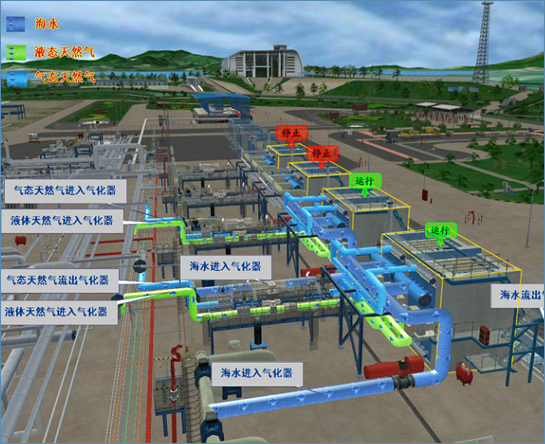 海水
液态天然气
气态天然气
停止
停止
运行
运行
气态天然气进入气化器
液体天然气进入气化器
海水进入气化器
气态天然气流出气化器
液体天然气进入气化器
海水流出气
海水进入气化器